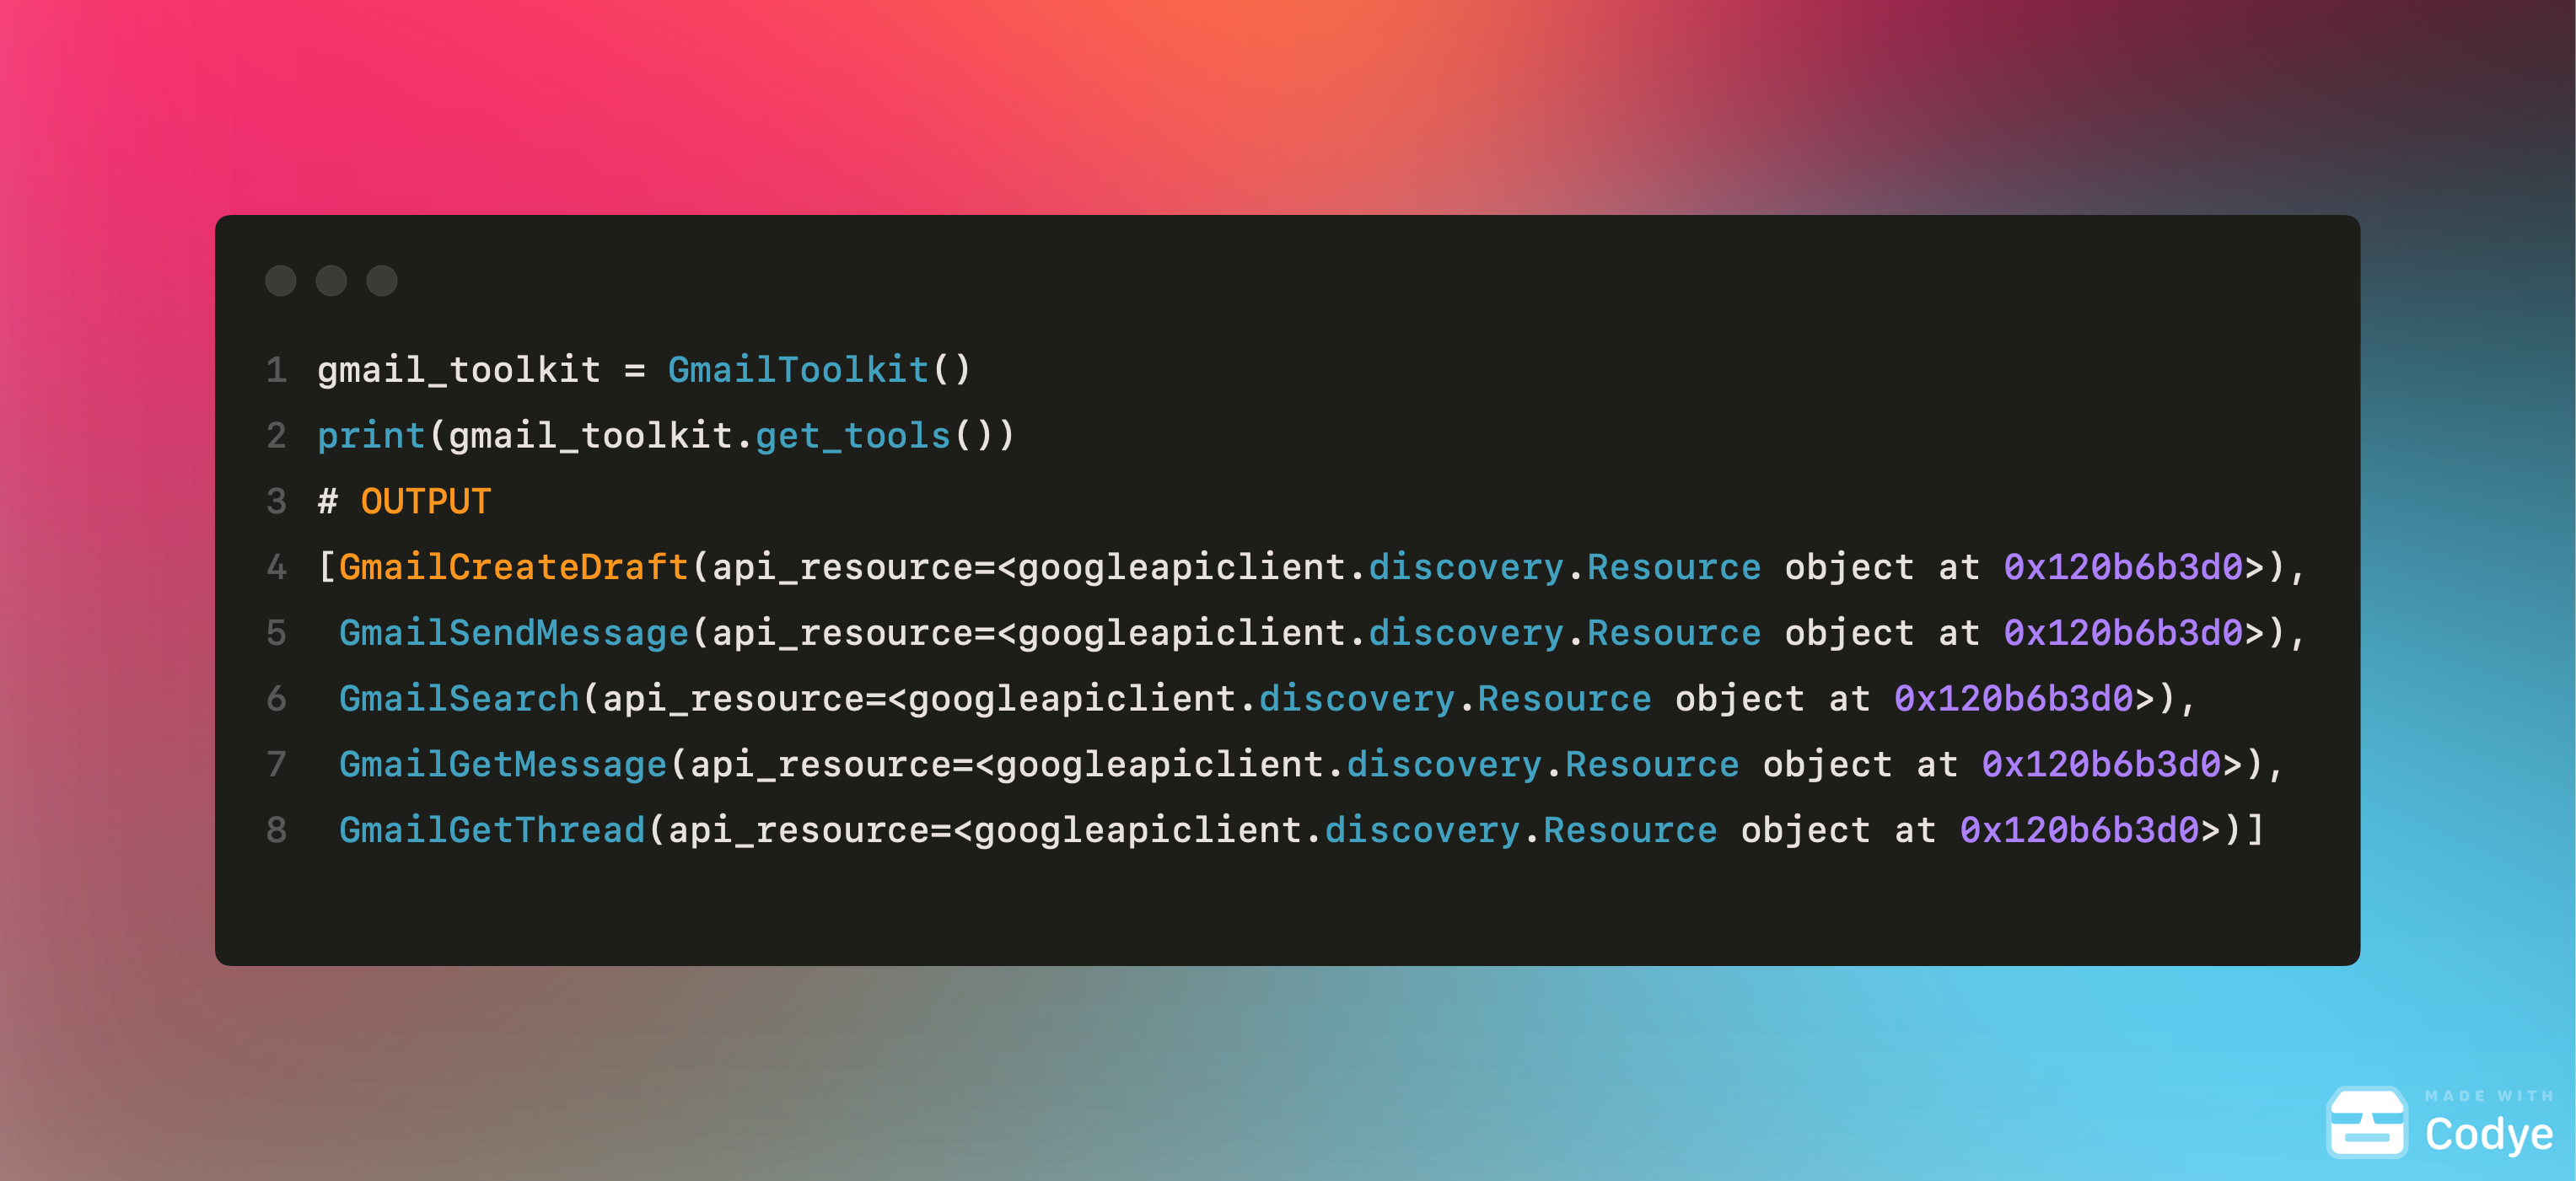 1 gmail_toolkit = GmailToolkit()
2 print(gmail_toolkit.get_tools())
3 # OUTPUT
4 [GmailCreateDraft(api_resource=<googleapiclient.discovery.Resource object at 0x120b6b3d0>),
5 GmailSendMessage(api_resource=<googleapiclient.discovery.Resource object at 0x120b6b3d0>),
6 GmailSearch(api_resource=<googleapiclient.discovery.Resource object at 0x120b6b3d0>),
7 GmailGetMessage(api_resource=<googleapiclient.discovery.Resource object at 0x120b6b3d0>),
8 GmailGetThread(api_resource=<googleapiclient.discovery.Resource object at 0x120b6b3d0>)]
MADE WITH
Codye